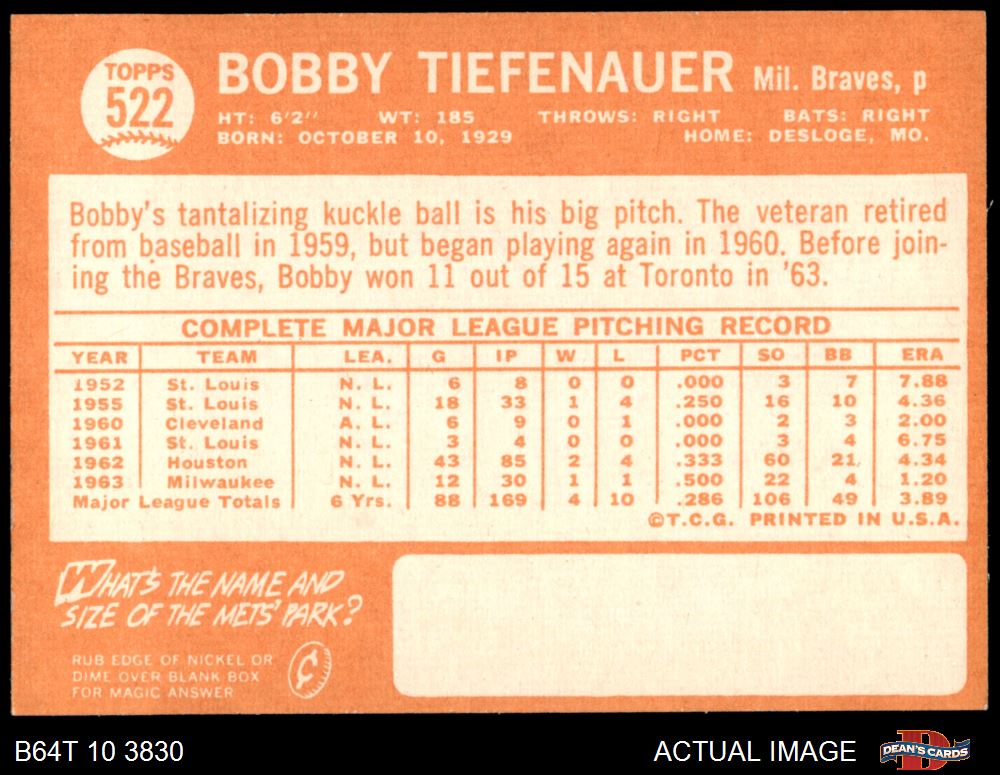 TOPPS
522
BOBBY TIEFENAUER Mil. Braves, p
HT: 6'2" WT: 185 THROWS: RIGHT BATS: RIGHT
BORN: OCTOBER 10, 1929 HOME: DESLOGE, MO.
Bobby's tantalizing kuckle ball is his big pitch. The veteran retired
from baseball in 1959, but began playing again in 1960. Before join-
ing the Braves, Bobby won 11 out of 15 at Toronto in '63.
COMPLETE MAJOR LEAGUE PITCHING RECORD
YEAR TEAM LEA. G IP W L PCT SO BB ERA
1952 St. Louis N. L. 6 8 0 0 .000 3 7 7.88
1955 St. Louis N. L. 18 33 1 4 .250 16 10 4.36
1960 Cleveland A. L. 6 9 0 1 .000 2 3 2.00
1961 St. Louis N. L. 3 4 0 0 .000 3 4 6.75
1962 Houston N. L. 43 85 2 4 .333 60 21 4.34
1963 Milwaukee N. L. 12 30 1 1 .500 22 4 1.20
Major League Totals 6 Yrs. 88 169 4 10 .286 106 49 3.89
©T.C.G. PRINTED IN U.S.A.
WHAT'S THE NAME AND
SIZE OF THE METS' PARK?
RUB EDGE OF NICKEL OR
DIME OVER BLANK BOX
FOR MAGIC ANSWER
B64T 10 3830 ACTUAL IMAGE DEAN'S CARDS